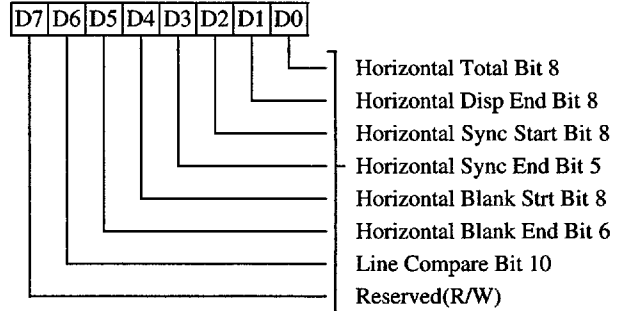 D7 D6 D5 D4 D3 D2 D1 D0
Horizontal Total Bit 8
Horizontal Disp End Bit 8
Horizontal Sync Start Bit 8
Horizontal Sync End Bit 5
Horizontal Blank Strt Bit 8
Horizontal Blank End Bit 6
Line Compare Bit 10
Reserved(R/W)